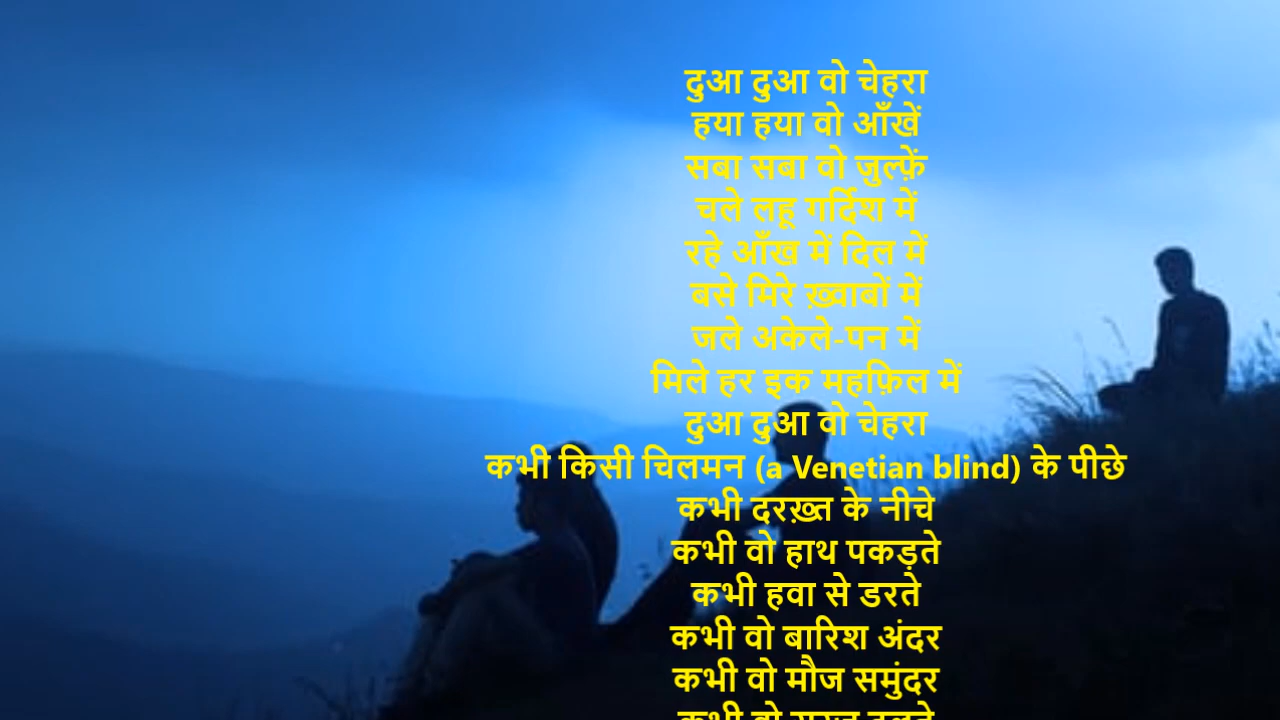 दुआ दुआ वो चेहरा
हया हया वो आँखें
सबा सबा वो ज़ुल्फ़ें
चले लहू गर्दिश में
रहे आँख में दिल में
बसे मिरे ख़्वाबों में
जले अकेले-पन में
मिले हर इक महफ़िल में
दुआ दुआ वो चेहरा
कभी किसी चिलमन (a Venetian blind) के पीछे
कभी दरख़्त के नीचे
कभी वो हाथ पकड़ते
कभी हवा से डरते
कभी वो बारिश अंदर
कभी वो मौज समुंदर